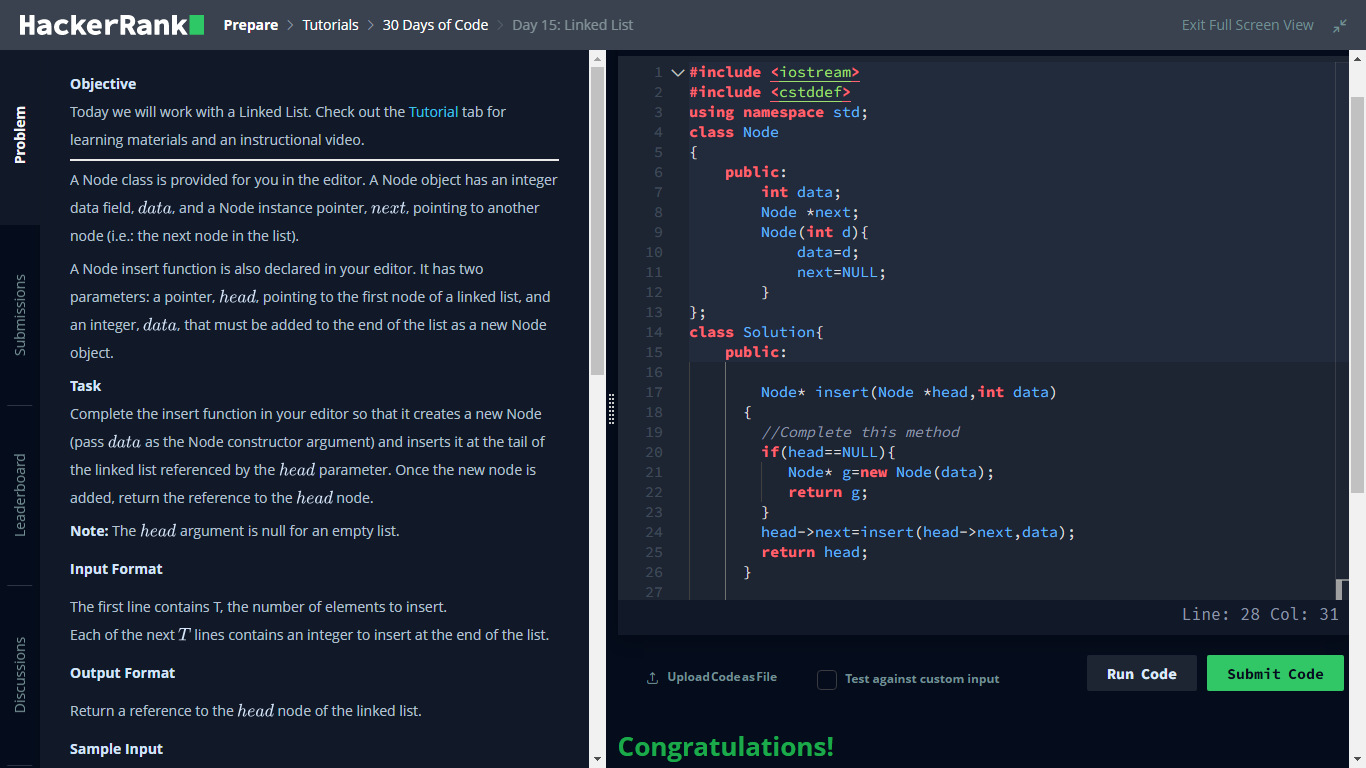 HackerRank Prepare > Tutorials > 30 Days of Code > Day 15: Linked List Exit Full Screen View
Problem
Submissions
Leaderboard
Discussions
Objective
Today we will work with a Linked List. Check out the Tutorial tab for
learning materials and an instructional video.
A Node class is provided for you in the editor. A Node object has an integer
data field, data, and a Node instance pointer, next, pointing to another
node (i.e.: the next node in the list).
A Node insert function is also declared in your editor. It has two
parameters: a pointer, head, pointing to the first node of a linked list, and
an integer, data, that must be added to the end of the list as a new Node
object.
Task
Complete the insert function in your editor so that it creates a new Node
(pass data as the Node constructor argument) and inserts it at the tail of
the linked list referenced by the head parameter. Once the new node is
added, return the reference to the head node.
Note: The head argument is null for an empty list.
Input Format
The first line contains T, the number of elements to insert.
Each of the next T lines contains an integer to insert at the end of the list.
Output Format
Return a reference to the head node of the linked list.
Sample Input
1 #include <iostream>
2 #include <cstddef>
3 using namespace std;
4 class Node
5 {
6 public:
7 int data;
8 Node *next;
9 Node(int d){
10 data=d;
11 next=NULL;
12 }
13 };
14 class Solution{
15 public:
16
17 Node* insert(Node *head,int data)
18 {
19 //Complete this method
20 if(head==NULL){
21 Node* g=new Node(data);
22 return g;
23 }
24 head->next=insert(head->next,data);
25 return head;
26 }
27
Line: 28 Col: 31
Upload Code as File Test against custom input Run Code Submit Code
Congratulations!